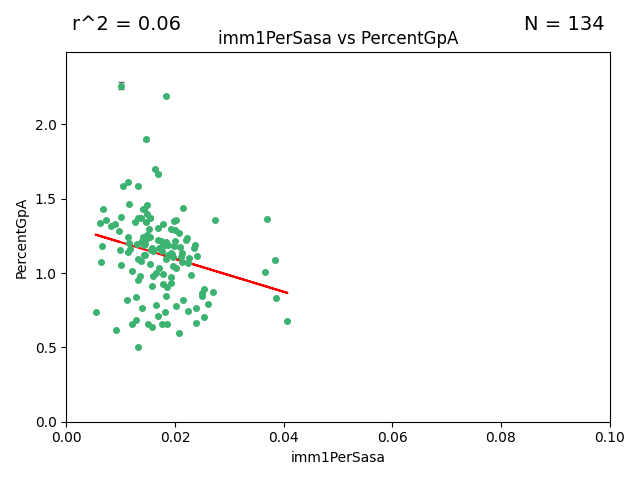 r^2 = 0.06
N = 134
imm1PerSasa vs PercentGpA
PercentGpA
2.0
1.5
1.0
0.5
0.0
0.00 0.02 0.04 0.06 0.08 0.10
imm1PerSasa